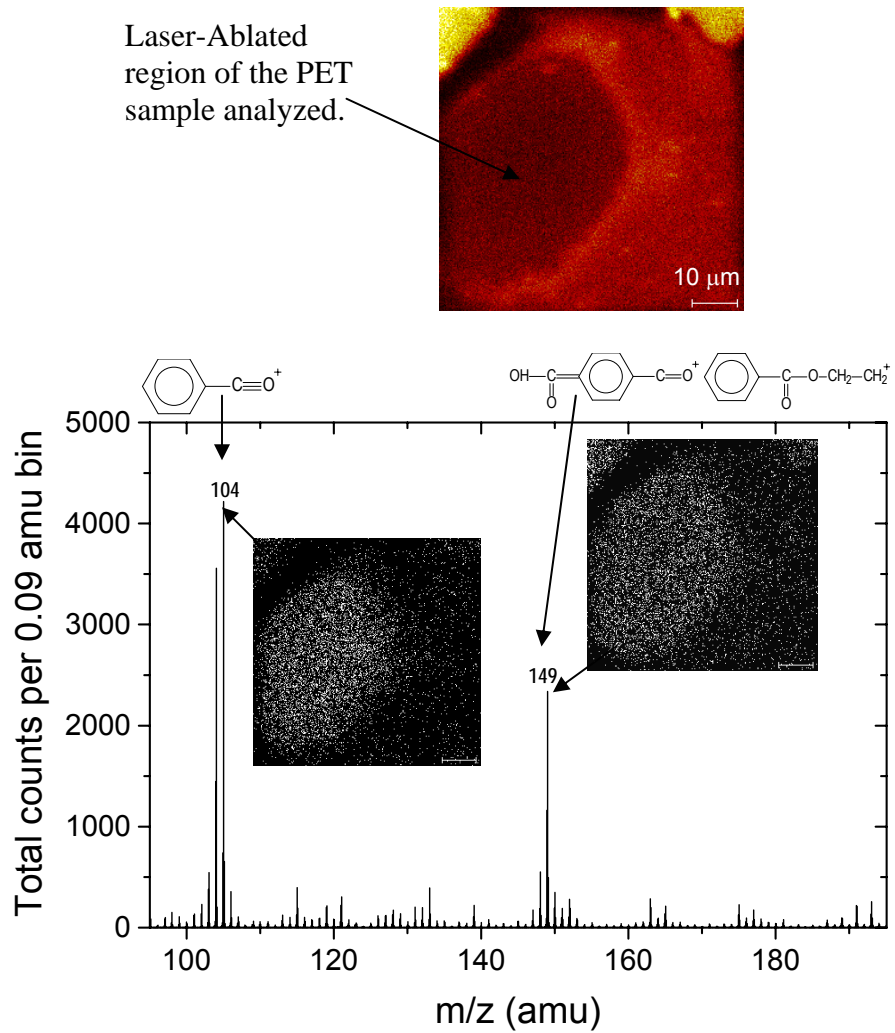 Laser-Ablated
region of the PET
sample analyzed.
10 μm
C≡O+
OH—C=
O
C=O+
C—O—CH2—CH2+
O
Total counts per 0.09 amu bin
5000
4000
3000
2000
1000
0
104
149
100
120
140
160
180
m/z (amu)